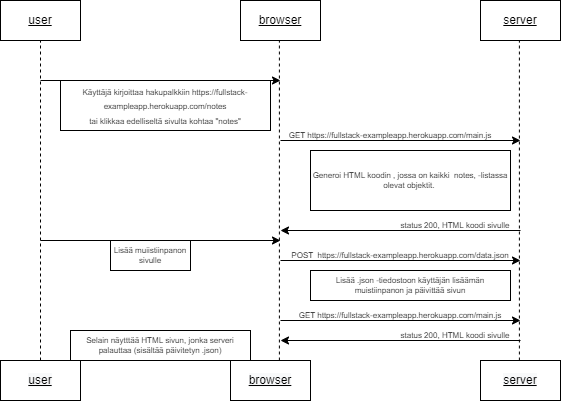 user
browser
server
Käyttäjä kirjoittaa hakupalkkiin https://fullstack-
exampleapp.herokuapp.com/notes
tai klikkaa edelliseltä sivulta kohtaa "notes"
GET https://fullstack-exampleapp.herokuapp.com/main.js
Generoi HTML koodin , jossa on kaikki notes, -listassa
olevat objektit.
status 200, HTML koodi sivulle
Lisää muiistiinpanon
sivulle
POST https://fullstack-exampleapp.herokuapp.com/data.json
Lisää .json -tiedostoon käyttäjän lisäämän
muistiinpanon ja päivittää sivun
GET https://fullstack-exampleapp.herokuapp.com/main.js
status 200, HTML koodi sivulle
Selain näytttää HTML sivun, jonka serveri
palauttaa (sisältää päivitetyn .json)
user
browser
server